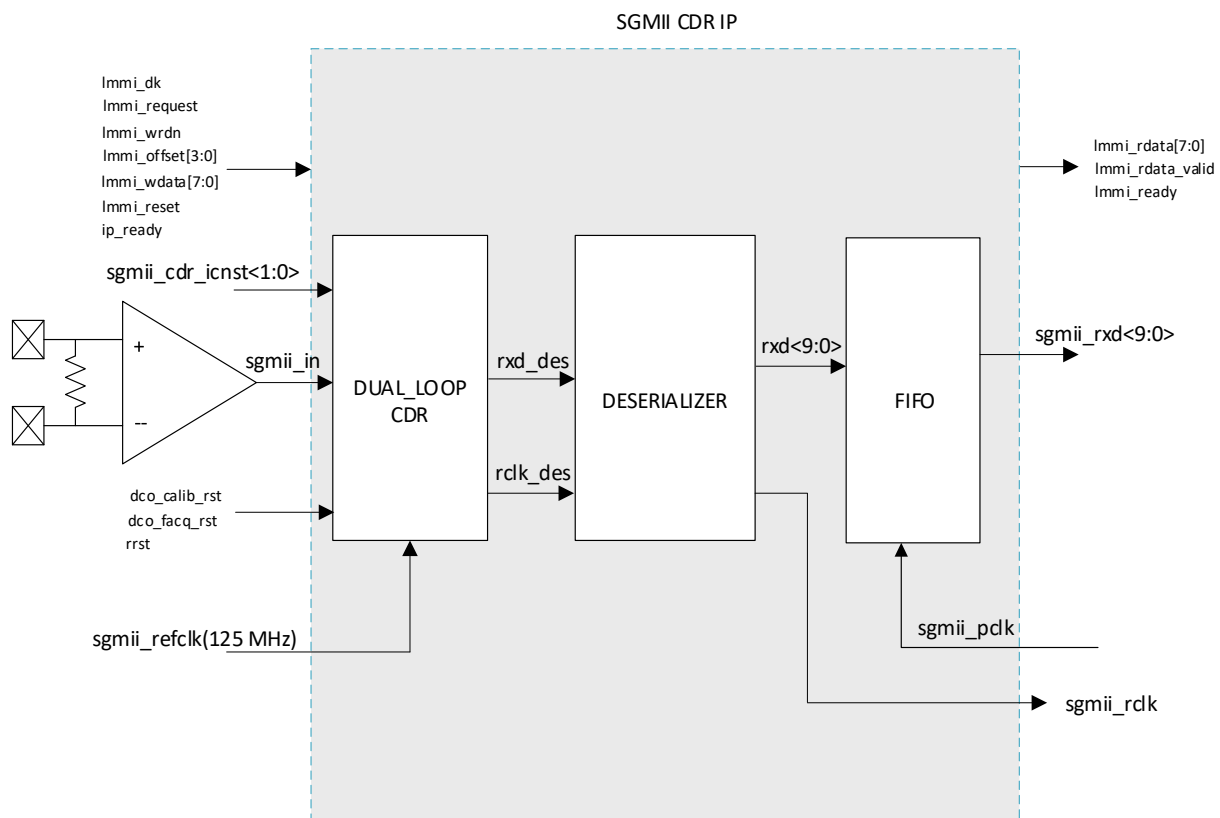 SGMII CDR IP
lmmi_dk
lmmi_request
lmmi_wrdn
lmmi_offset[3:0]
lmmi_wdata[7:0]
lmmi_reset
ip_ready
lmmi_rdata[7:0]
lmmi_rdata_valid
lmmi_ready
sgmii_cdr_icnst<1:0>
+
--
sgmii_in
DUAL_LOOP
CDR
rxd_des
rclk_des
DESERIALIZER
rxd<9:0>
FIFO
sgmii_rxd<9:0>
dco_calib_rst
dco_facq_rst
rrst
sgmii_refclk(125 MHz)
sgmii_pclk
sgmii_rclk